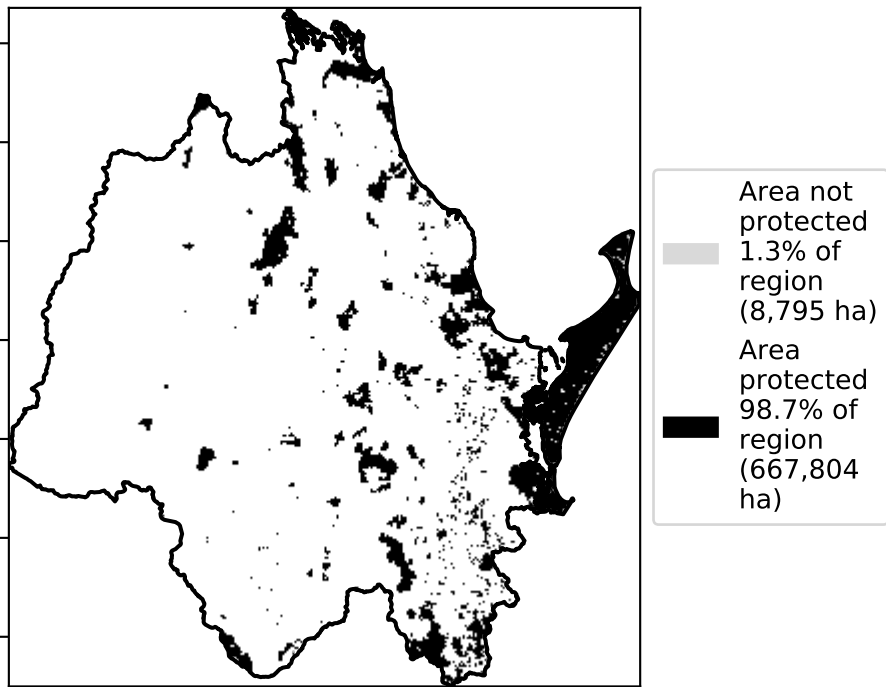 Area not
protected
1.3% of
region
(8,795 ha)
Area
protected
98.7% of
region
(667,804
ha)